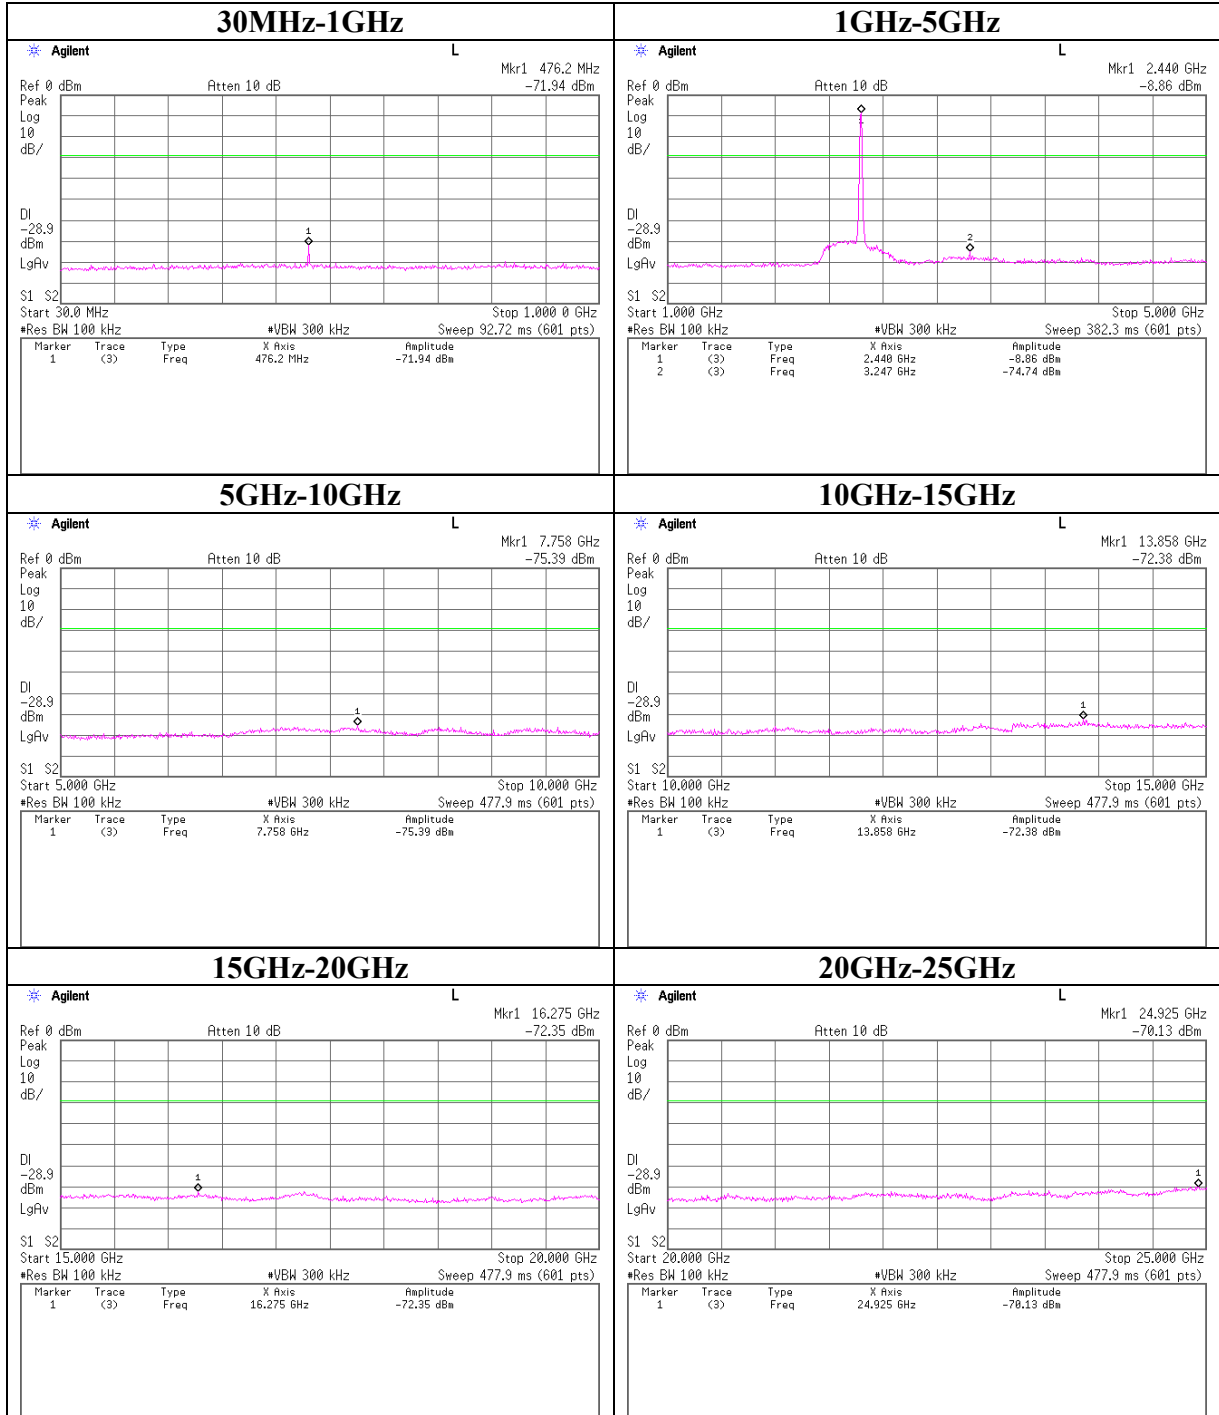 30MHz-1GHz
Agilent L
Mkr1 476.2 MHz
Ref 0 dBm Atten 10 dB -71.94 dBm
Peak
Log
10
dB/
DI
-28.9
dBm
LgAv
1
S1 S2
Start 30.0 MHz Stop 1.000 0 GHz
#Res BW 100 kHz #VBW 300 kHz Sweep 92.72 ms (601 pts)
Marker Trace Type X Axis Amplitude
1 (3) Freq 476.2 MHz -71.94 dBm
1GHz-5GHz
Agilent L
Mkr1 2.440 GHz
Ref 0 dBm Atten 10 dB -8.86 dBm
Peak
Log
10
dB/
DI
-28.9
dBm
LgAv
1
2
S1 S2
Start 1.000 GHz Stop 5.000 GHz
#Res BW 100 kHz #VBW 300 kHz Sweep 382.3 ms (601 pts)
Marker Trace Type X Axis Amplitude
1 (3) Freq 2.440 GHz -8.86 dBm
2 (3) Freq 3.247 GHz -74.74 dBm
5GHz-10GHz
Agilent L
Mkr1 7.758 GHz
Ref 0 dBm Atten 10 dB -75.39 dBm
Peak
Log
10
dB/
DI
-28.9
dBm
LgAv
1
S1 S2
Start 5.000 GHz Stop 10.000 GHz
#Res BW 100 kHz #VBW 300 kHz Sweep 477.9 ms (601 pts)
Marker Trace Type X Axis Amplitude
1 (3) Freq 7.758 GHz -75.39 dBm
10GHz-15GHz
Agilent L
Mkr1 13.858 GHz
Ref 0 dBm Atten 10 dB -72.38 dBm
Peak
Log
10
dB/
DI
-28.9
dBm
LgAv
1
S1 S2
Start 10.000 GHz Stop 15.000 GHz
#Res BW 100 kHz #VBW 300 kHz Sweep 477.9 ms (601 pts)
Marker Trace Type X Axis Amplitude
1 (3) Freq 13.858 GHz -72.38 dBm
15GHz-20GHz
Agilent L
Mkr1 16.275 GHz
Ref 0 dBm Atten 10 dB -72.35 dBm
Peak
Log
10
dB/
DI
-28.9
dBm
LgAv
1
S1 S2
Start 15.000 GHz Stop 20.000 GHz
#Res BW 100 kHz #VBW 300 kHz Sweep 477.9 ms (601 pts)
Marker Trace Type X Axis Amplitude
1 (3) Freq 16.275 GHz -72.35 dBm
20GHz-25GHz
Agilent L
Mkr1 24.925 GHz
Ref 0 dBm Atten 10 dB -70.13 dBm
Peak
Log
10
dB/
DI
-28.9
dBm
LgAv
1
S1 S2
Start 20.000 GHz Stop 25.000 GHz
#Res BW 100 kHz #VBW 300 kHz Sweep 477.9 ms (601 pts)
Marker Trace Type X Axis Amplitude
1 (3) Freq 24.925 GHz -70.13 dBm